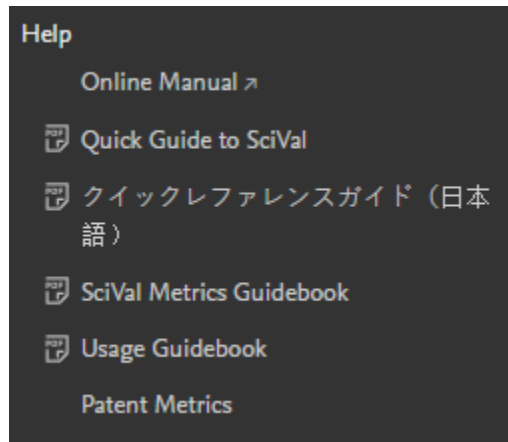 Help
Online Manual ↗
Quick Guide to SciVal
クイックレファレンスガイド（日本
語）
SciVal Metrics Guidebook
Usage Guidebook
Patent Metrics